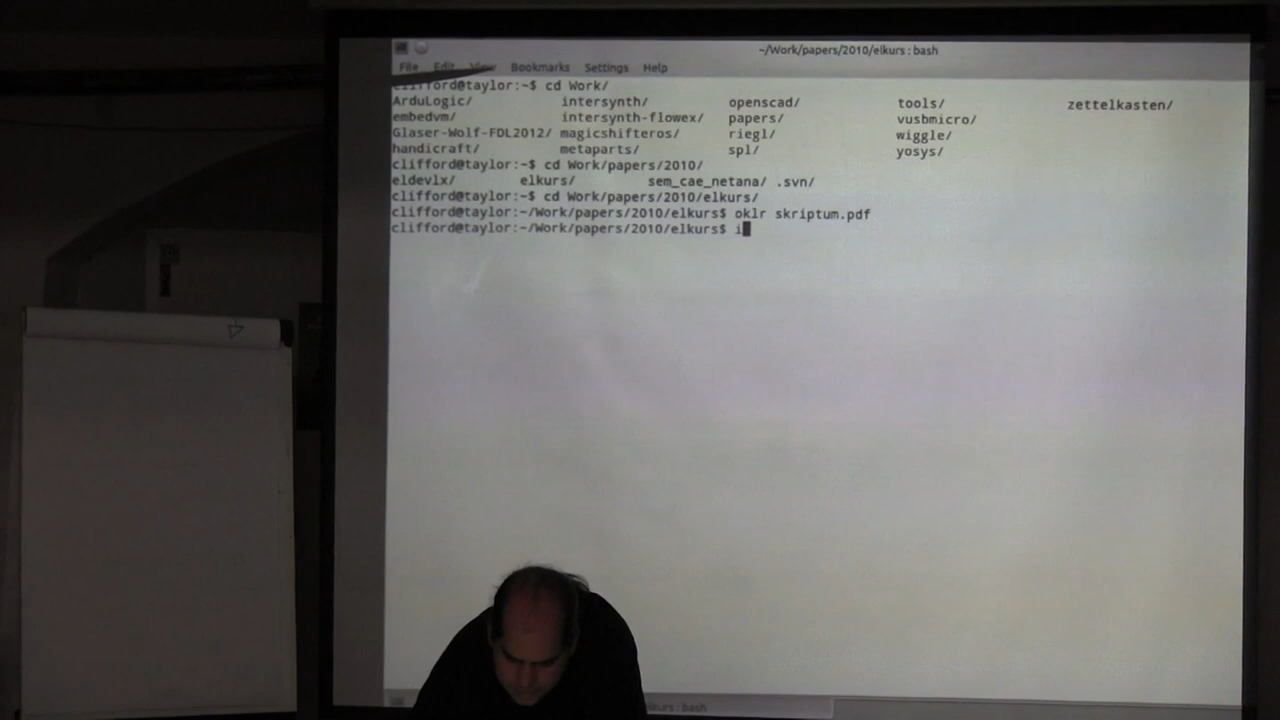 ~/Work/papers/2010/elkurs : bash
File Edit View Bookmarks Settings Help
clifford@taylor:~$ cd Work/
ArduLogic/ intersynth/ openscad/ tools/ zettelkasten/
embedvm/ intersynth-flowex/ papers/ vusbmicro/
Glaser-Wolf-FDL2012/ magicshifteros/ riegl/ wiggle/
handicraft/ metaparts/ spl/ yosys/
clifford@taylor:~$ cd Work/papers/2010/
eldevlx/ elkurs/ sem_cae_netana/ .svn/
clifford@taylor:~$ cd Work/papers/2010/elkurs/
clifford@taylor:~/Work/papers/2010/elkurs$ oklr skriptum.pdf
clifford@taylor:~/Work/papers/2010/elkurs$ i
elkurs : bash